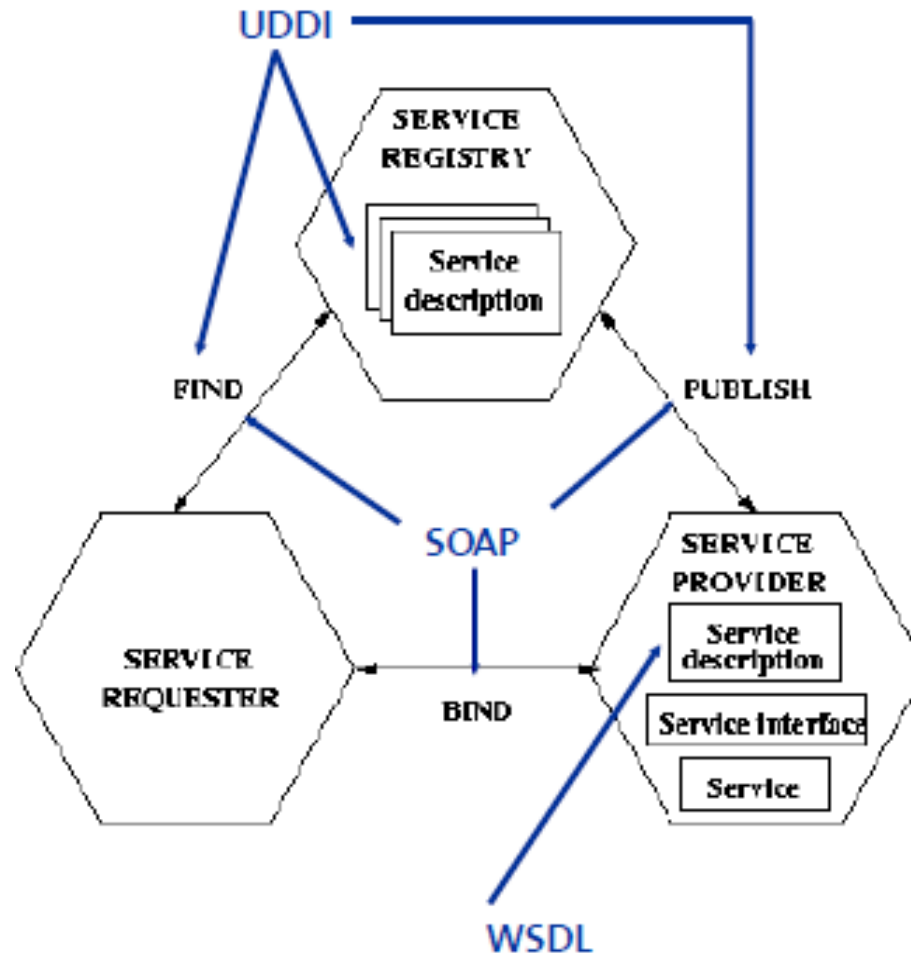 UDDI
SERVICE
REGISTRY
Service
description
FIND
PUBLISH
SOAP
SERVICE
REQUESTER
BIND
SERVICE
PROVIDER
Service
description
Service interface
Service
WSDL